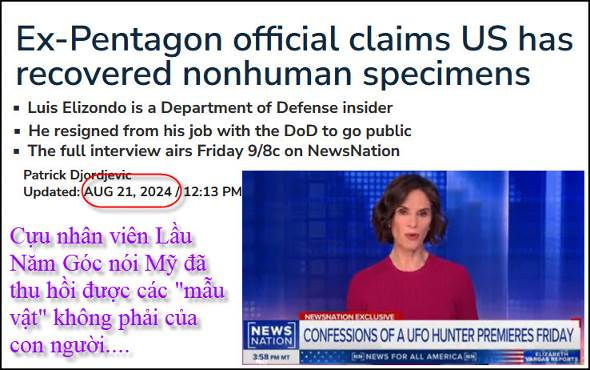 Ex-Pentagon official claims US has
recovered nonhuman specimens
▪ Luis Elizondo is a Department of Defense insider
▪ He resigned from his job with the DoD to go public
▪ The full interview airs Friday 9/8c on NewsNation
Patrick Djordjevic
Updated: AUG 21, 2024 / 12:13 PM
Cựu nhân viên Lầu
Năm Góc nói Mỹ đã
thu hồi được các "mẫu
vật" không phải của
con người....
NEWSNATION EXCLUSIVE
NEWS
NATION
CONFESSIONS OF A UFO HUNTER PREMIERES FRIDAY
3:58 PM MT
NEWS FOR ALL AMERICA
ELIZABETH
VARGAS REPORTS